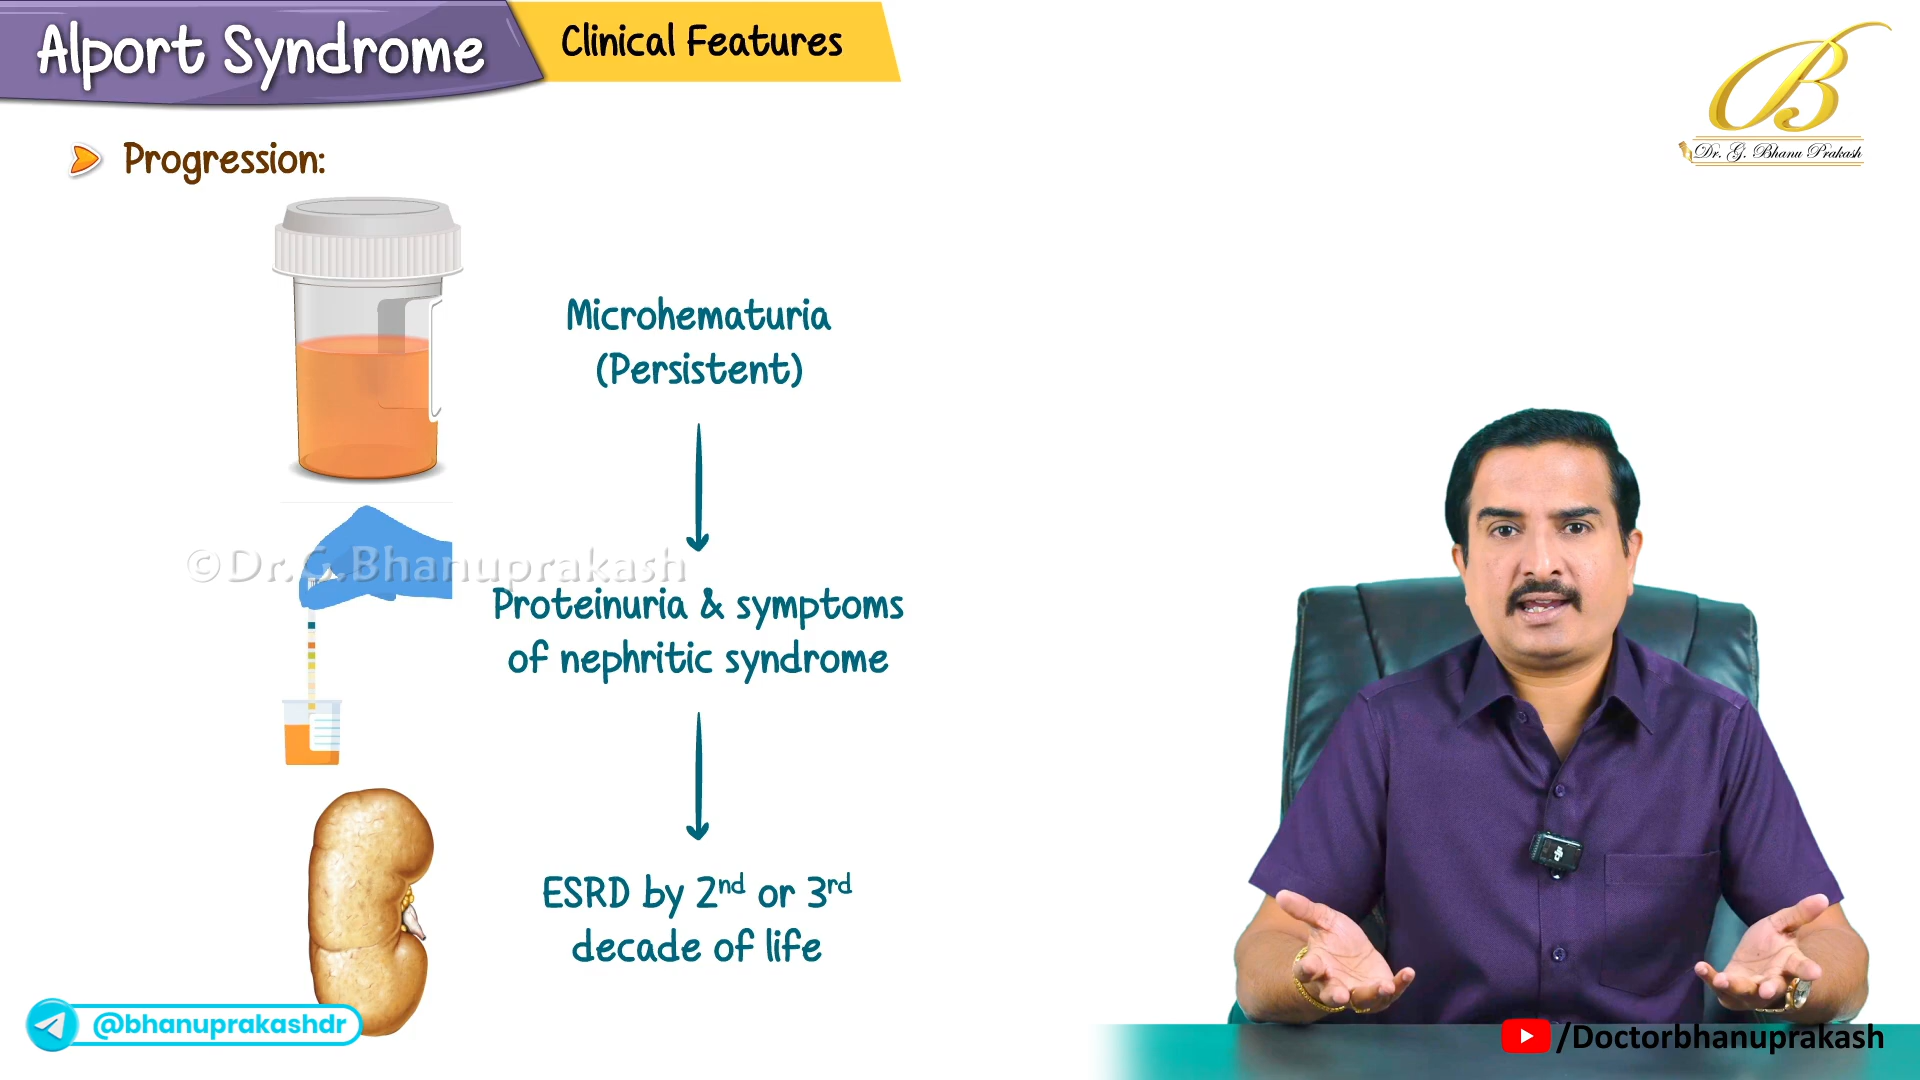 Alport Syndrome
Clinical Features
B
Dr. G. Bhanu Prakash
Progression:
Microhematuria
(Persistent)
©Dr.G.Bhanuprakash
Proteinuria & symptoms
of nephritic syndrome
ESRD by 2nd or 3rd
decade of life
@bhanuprakashdr
/Doctorbhanuprakash